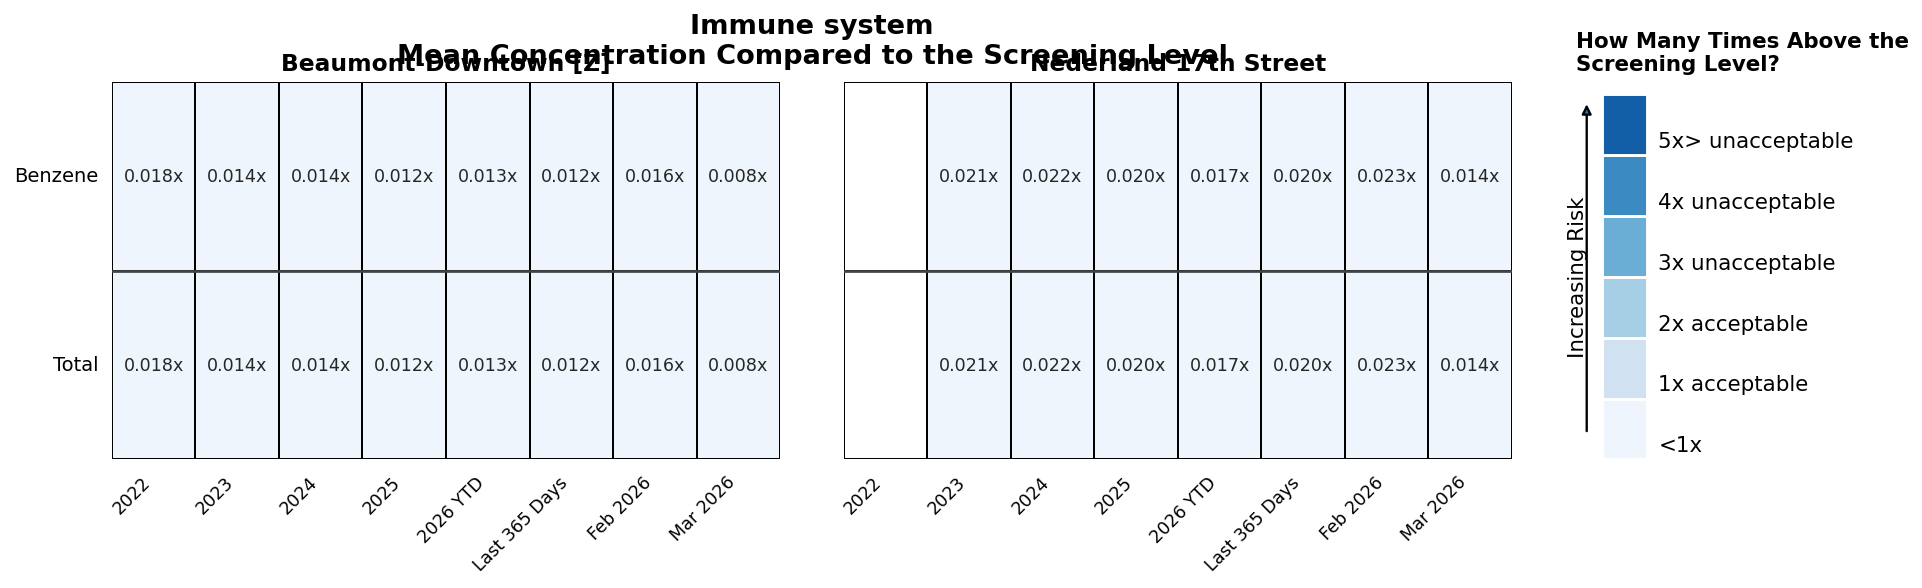 Immune system
Mean Concentration Compared to the Screening Level
Beaumont Downtown [Z]
Nederland 17th Street
How Many Times Above the
Screening Level?
Benzene 0.018x 0.014x 0.014x 0.012x 0.013x 0.012x 0.016x 0.008x 0.021x 0.022x 0.020x 0.017x 0.020x 0.023x 0.014x
Total 0.018x 0.014x 0.014x 0.012x 0.013x 0.012x 0.016x 0.008x 0.021x 0.022x 0.020x 0.017x 0.020x 0.023x 0.014x
2022 2023 2024 2025 2026 YTD Last 365 Days Feb 2026 Mar 2026
2022 2023 2024 2025 2026 YTD Last 365 Days Feb 2026 Mar 2026
Increasing Risk
5x> unacceptable
4x unacceptable
3x unacceptable
2x acceptable
1x acceptable
<1x